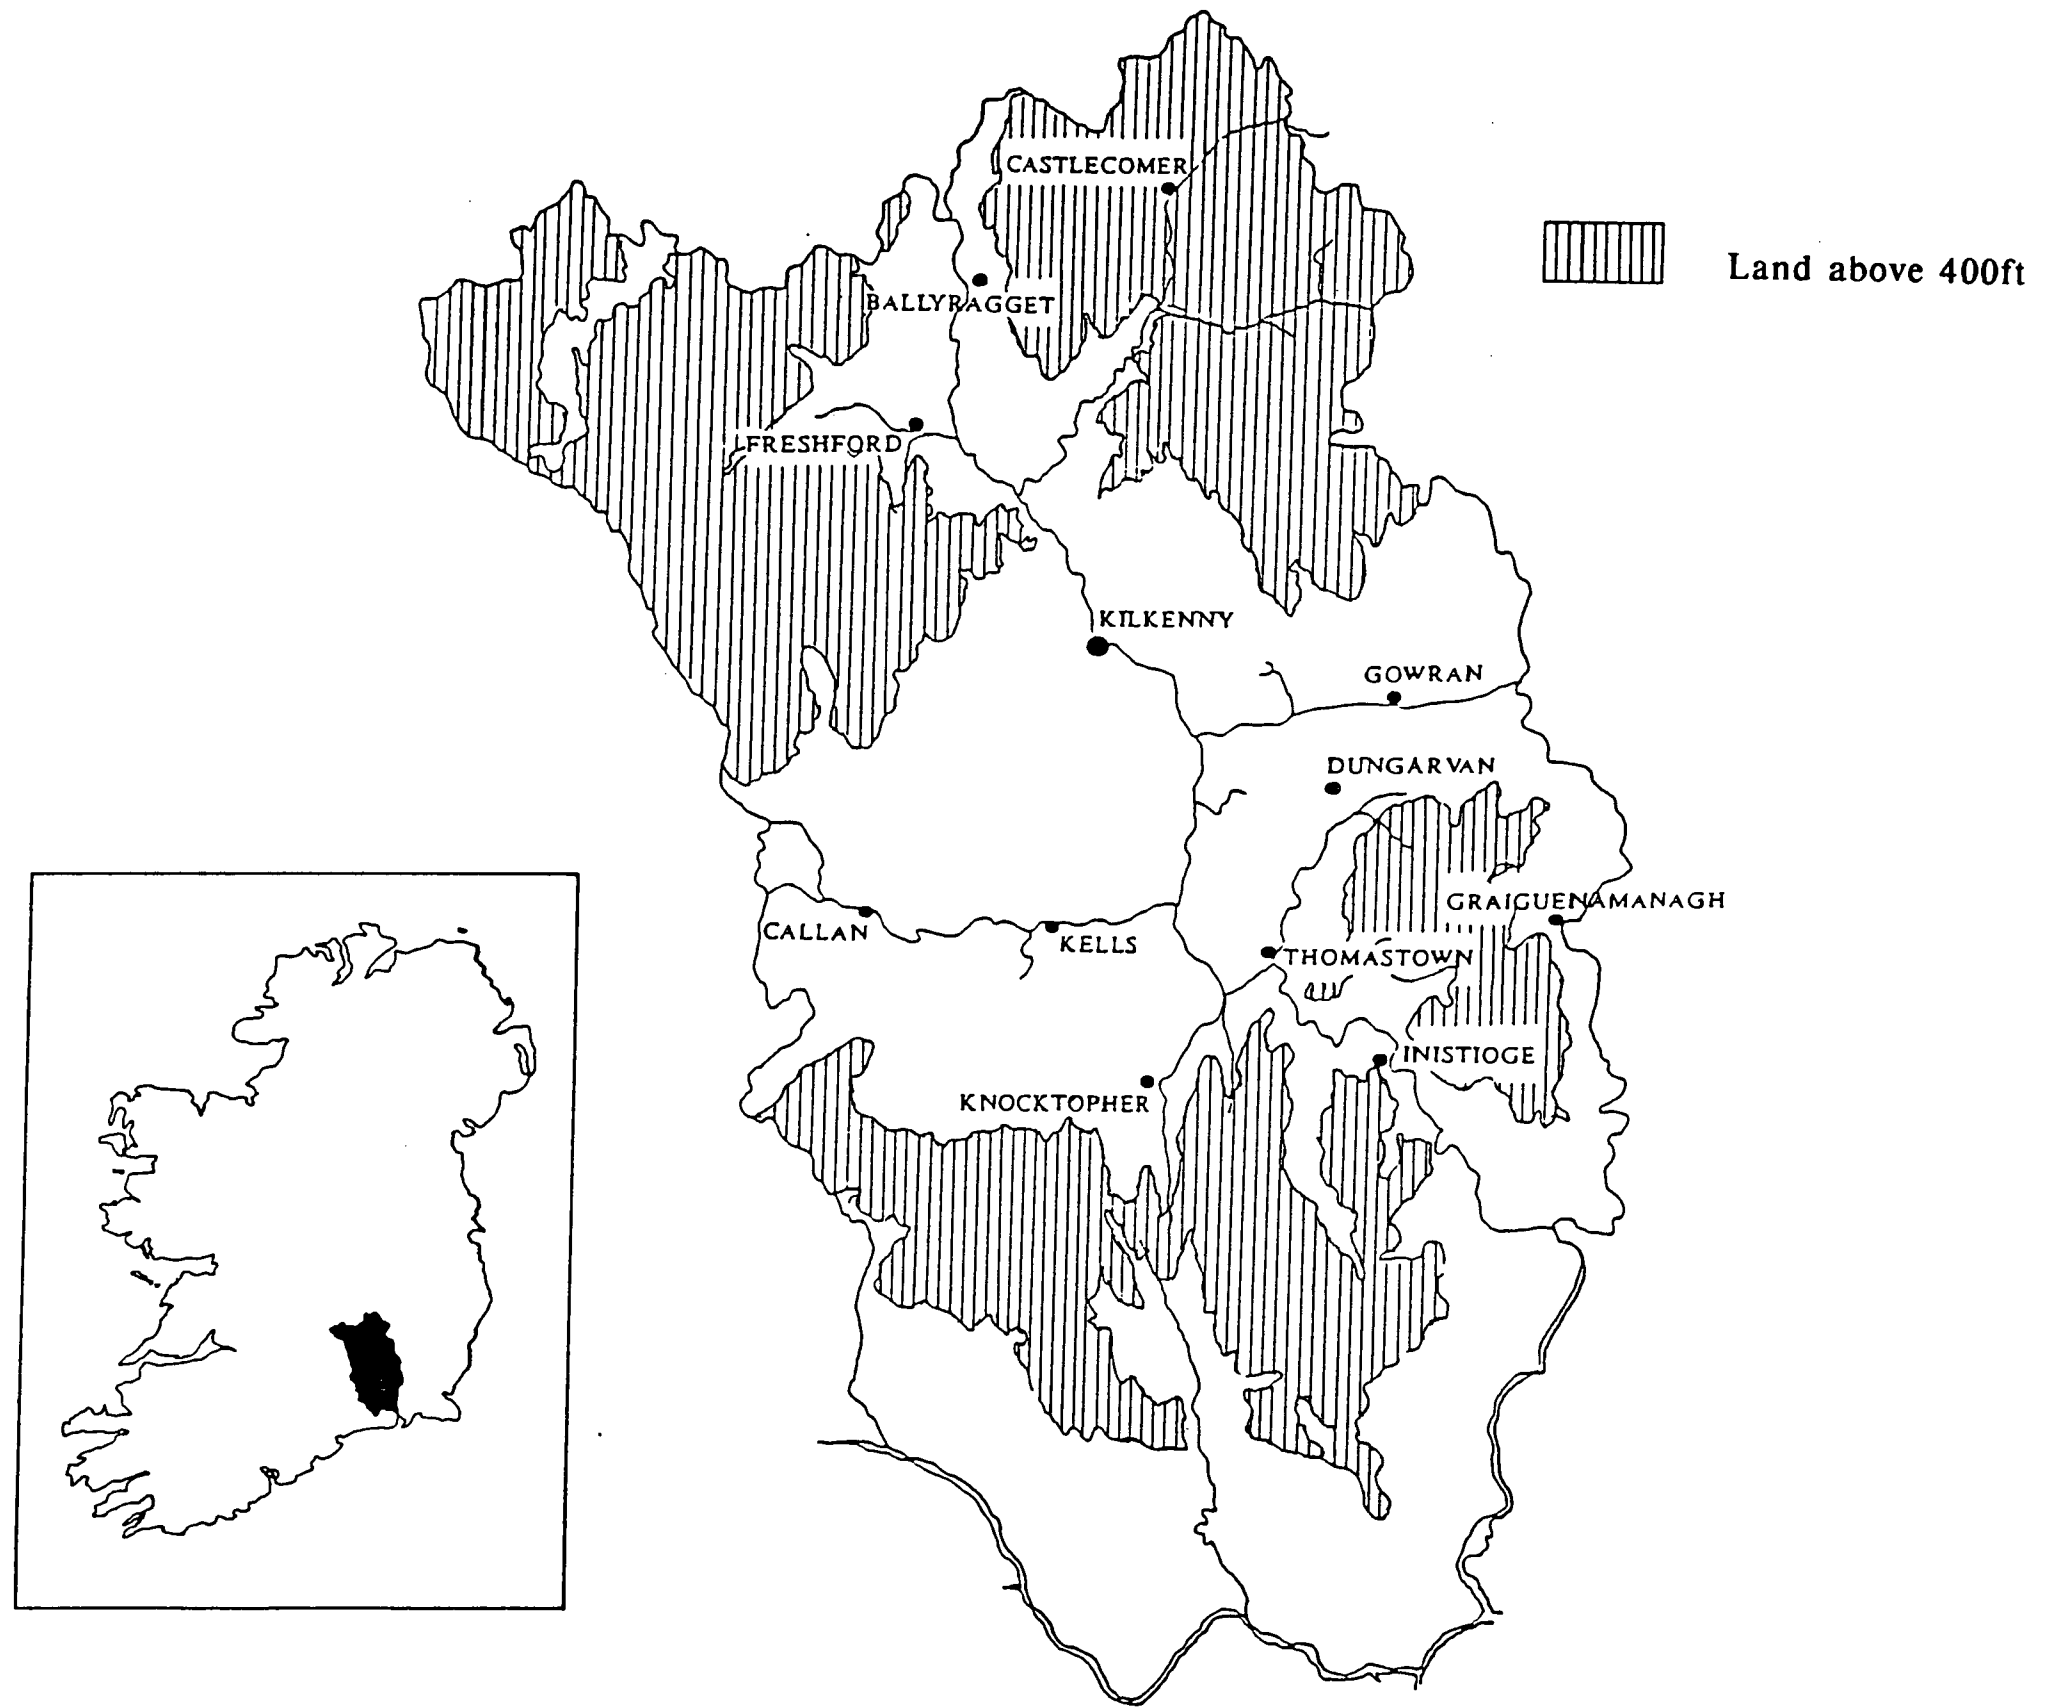 CASTLECOMER
Land above 400ft
BALLYRAGGET
FRESHFORD
KILKENNY
GOWRAN
DUNGARVAN
GRAIGUENAMANAGH
CALLAN
KELLS
THOMASTOWN
INISTIOGE
KNOCKTOPHER